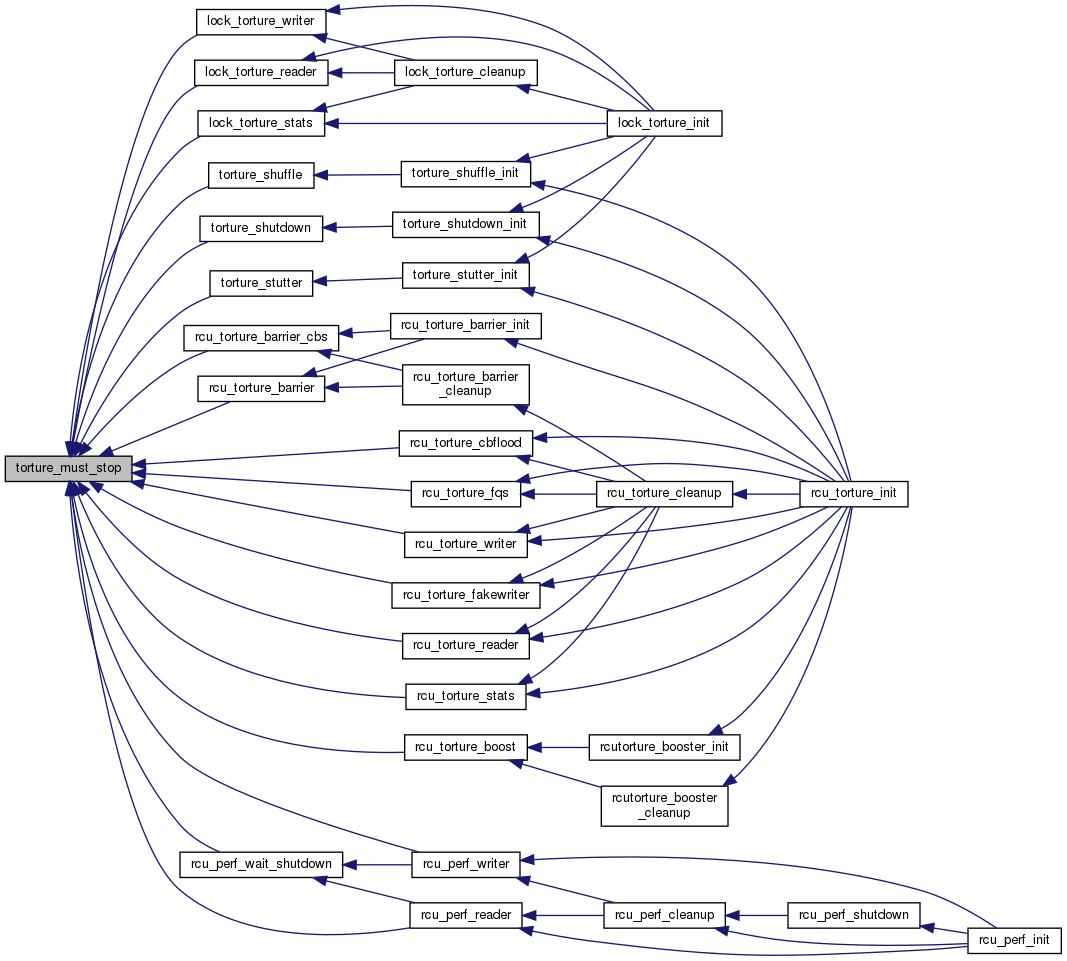 lock_torture_writer
lock_torture_reader
lock_torture_cleanup
lock_torture_stats
lock_torture_init
torture_shuffle
torture_shuffle_init
torture_shutdown
torture_shutdown_init
torture_stutter
torture_stutter_init
rcu_torture_barrier_cbs
rcu_torture_barrier_init
rcu_torture_barrier
rcu_torture_barrier
_cleanup
torture_must_stop
rcu_torture_cbflood
rcu_torture_fqs
rcu_torture_cleanup
rcu_torture_init
rcu_torture_writer
rcu_torture_fakewriter
rcu_torture_reader
rcu_torture_stats
rcu_torture_boost
rcutorture_booster_init
rcutorture_booster
_cleanup
rcu_perf_wait_shutdown
rcu_perf_writer
rcu_perf_reader
rcu_perf_cleanup
rcu_perf_shutdown
rcu_perf_init